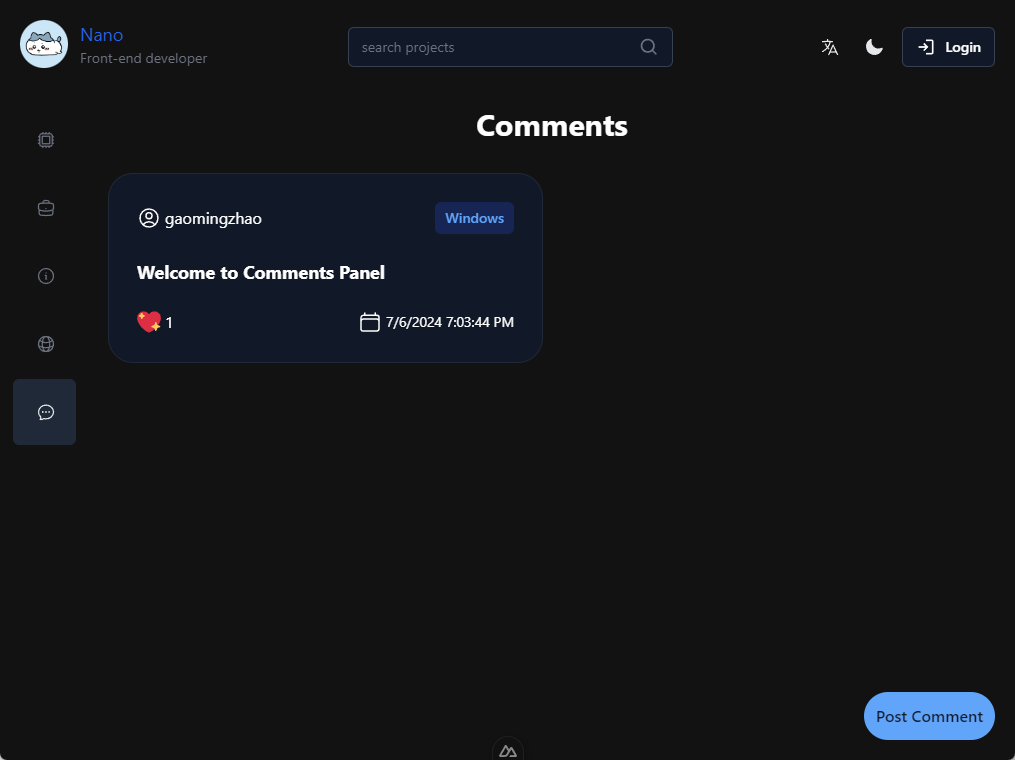 Nano
Front-end developer
search projects
Login
Comments
gaomingzhao
Windows
Welcome to Comments Panel
1
7/6/2024 7:03:44 PM
Post Comment